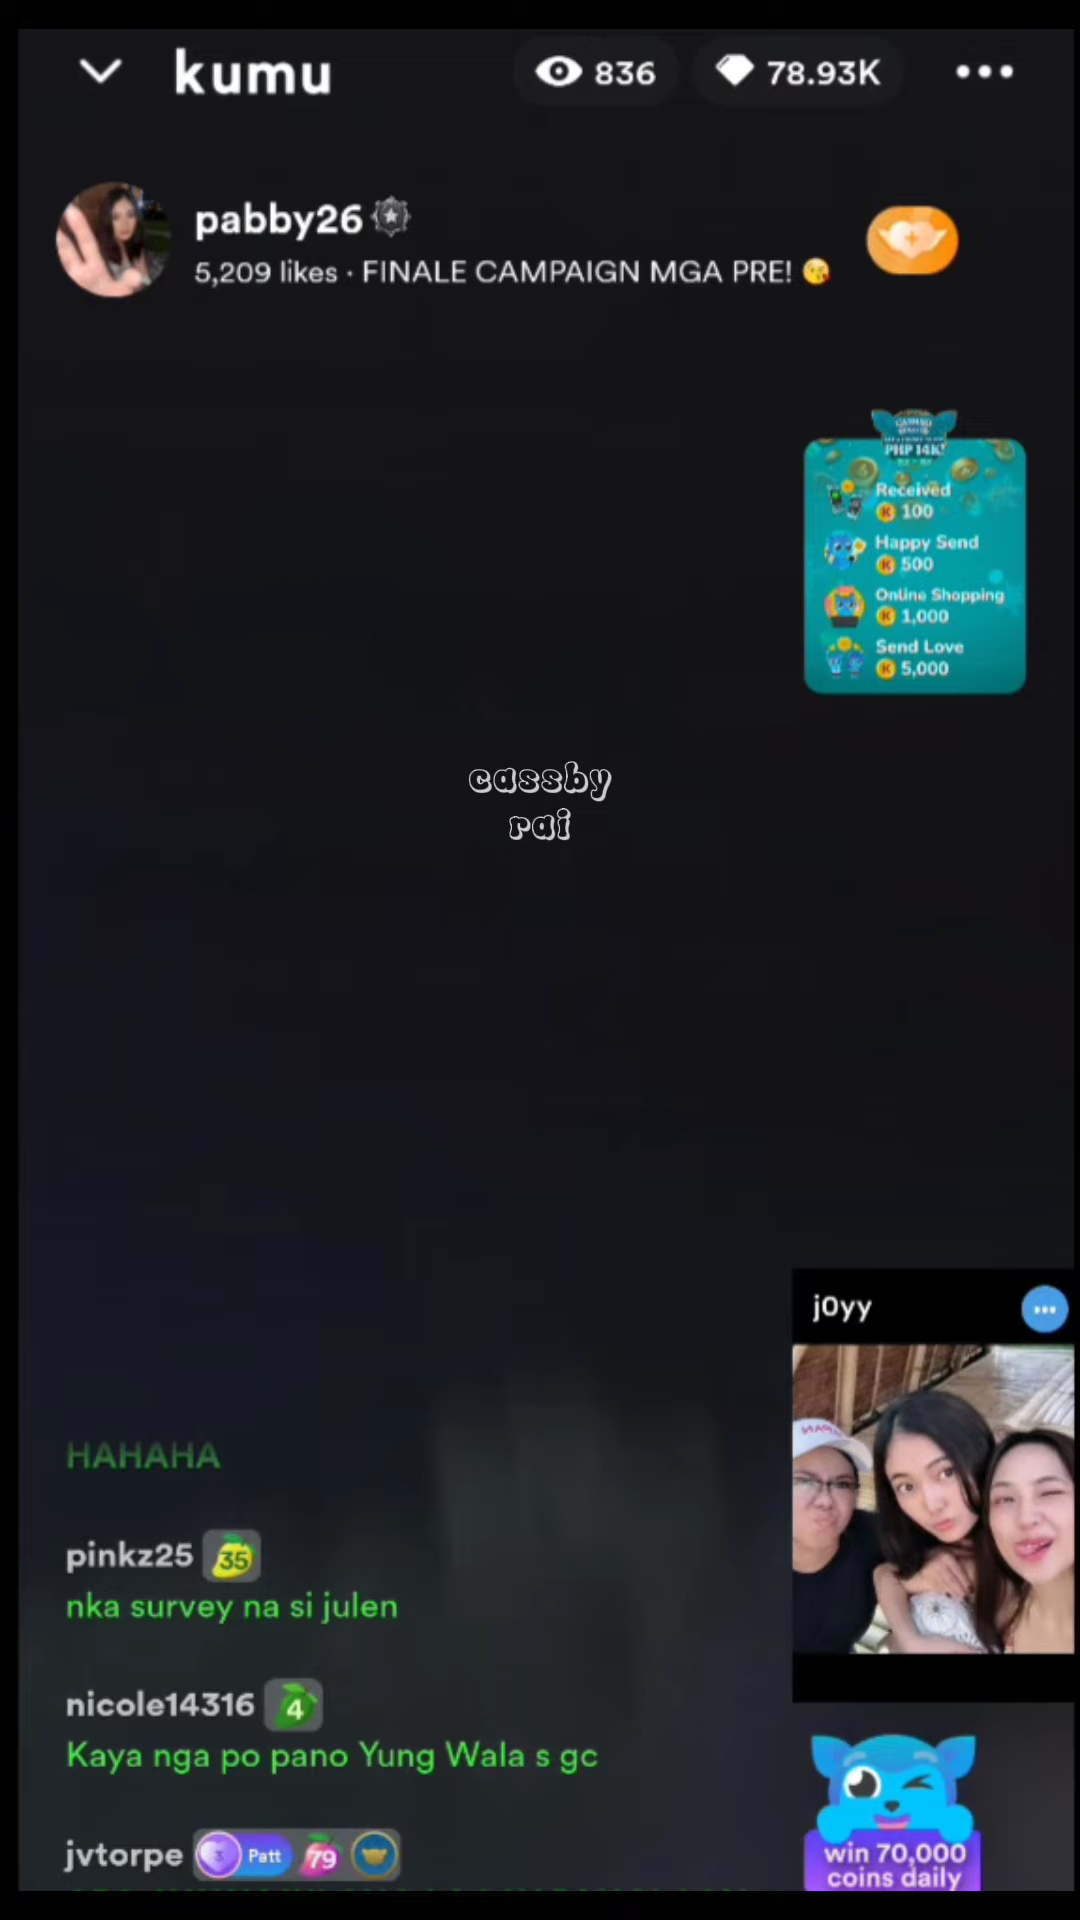 kumu
836
78.93K
pabby26
5,209 likes · FINALE CAMPAIGN MGA PRE! 😘
PHP 14K!
Received
100
Happy Send
500
Online Shopping
1,000
Send Love
5,000
cassby
rai
j0yy
HAHAHA
pinkz25 35
nka survey na si julen
nicole14316 4
Kaya nga po pano Yung Wala s gc
jvtorpe 3 Patt 79
win 70,000
coins daily